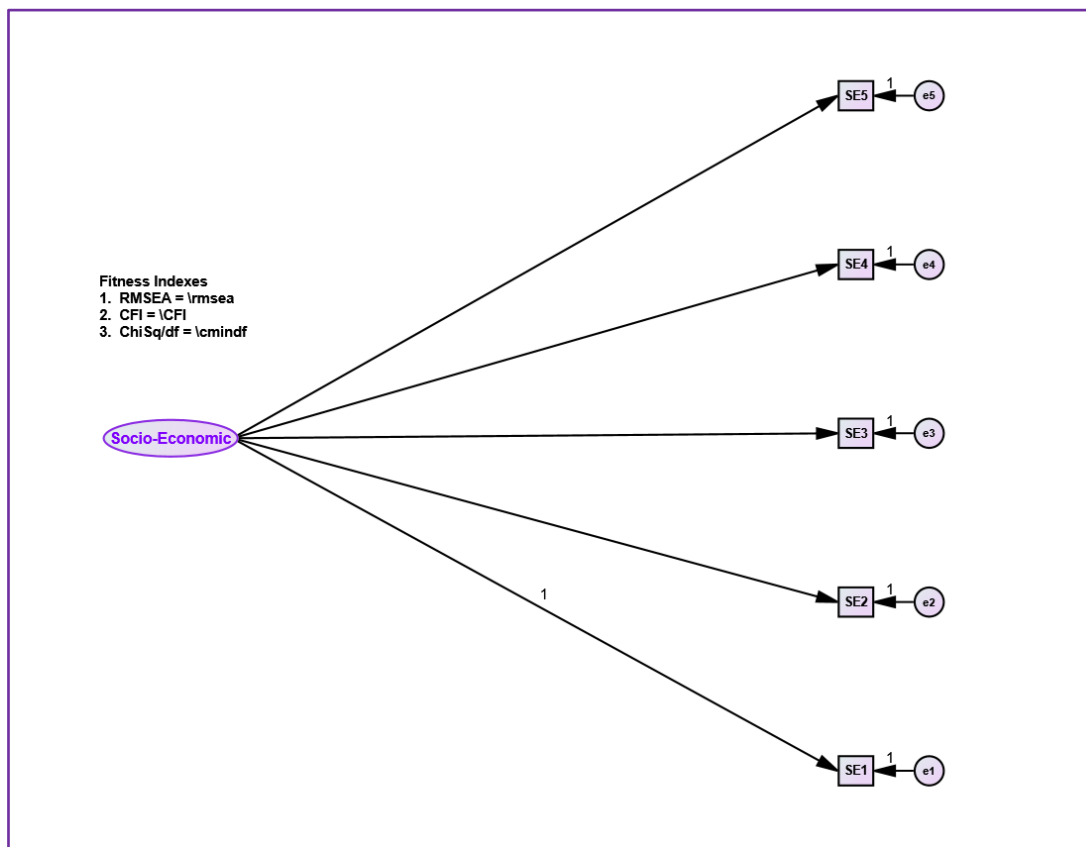 1
SE5
e5
1
SE4
e4
Fitness Indexes
1. RMSEA = \rmsea
2. CFI = \CFI
3. ChiSq/df = \cmindf
Socio-Economic
1
SE3
e3
1
1
SE2
e2
1
SE1
e1